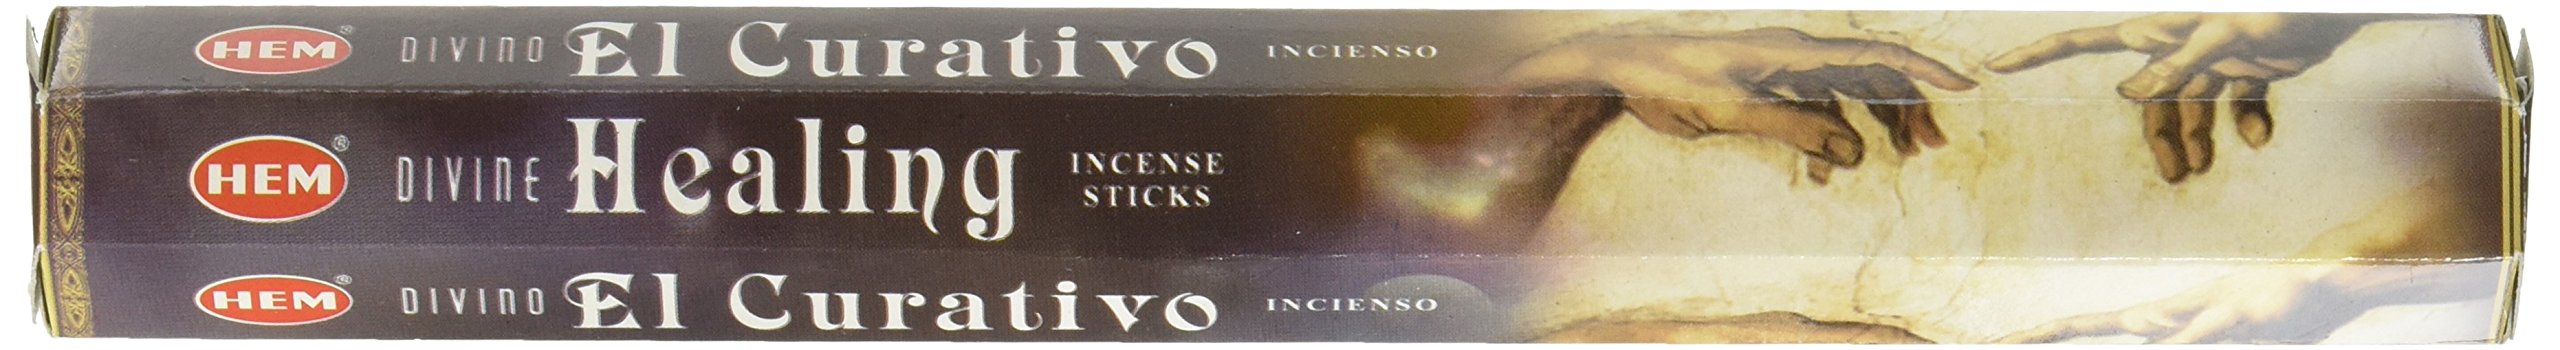 HEM® DIVINO El Curativo INCIENSO
HEM® DIVINE Healing INCENSE
STICKS
HEM® DIVINO El Curativo INCIENSO